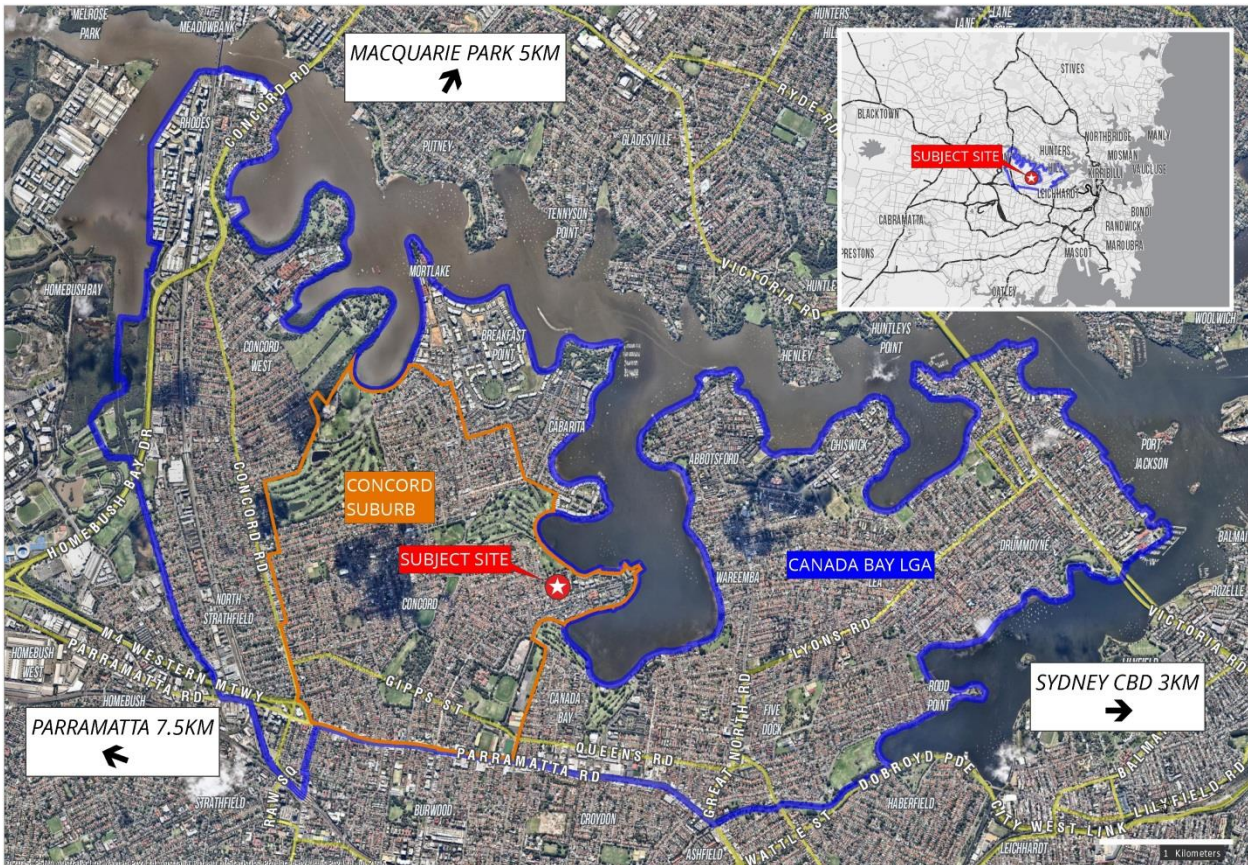 MELROSE
PARK
MEADOWBANK
CONCORD RD
RHODES
MACQUARIE PARK 5KM
PUTNEY
GLADESVILLE
HUNTERS
LANE
RYDE RD
TENNYSON
POINT
VICTORIA RD
STIVES
BLACKTOWN
NORTHBRIDGE
MANLY
HUNTERS
MOSMAN
SUBJECT SITE
KIRRIBILLI
VAUCLUSE
LEICHHARDT
CABRAMATTA
BONDI
RANDWICK
MAROUBRA
MASCOT
PRESTONS
OATLEY
WOOLWICH
HOMEBUSH BAY
MORTLAKE
BREAKFAST
POINT
CONCORD
WEST
HENLEY
HUNTLEYS
POINT
CABARITA
ABBOTSFORD
CHISWICK
PORT
JACKSON
HOMEBUSH BAY DR
CONCORD RD
CONCORD
SUBURB
SUBJECT SITE
CONCORD
WAREEMBA
CANADA BAY LGA
DRUMMOYNE
ROZELLE
NORTH
STRATHFIELD
HOMEBUSH
WEST
M4 WESTERN MTWY
PARRAMATTA RD
HOMEBUSH
GIPPS ST
CANADA
BAY
LYONS RD
VICTORIA RD
RODD
POINT
SYDNEY CBD 3KM
PARRAMATTA 7.5KM
PARRAMATTA RD
QUEENS RD
GREAT NORTH RD
FIVE
DOCK
STRATHFIELD
RAW SQ
BURWOOD
CROYDON
DOBROYD PDE
HABERFIELD
ASHFIELD
WATTLE ST
CITY WEST LINK
LILYFIELD RD
LEICHHARDT
1 Kilometers